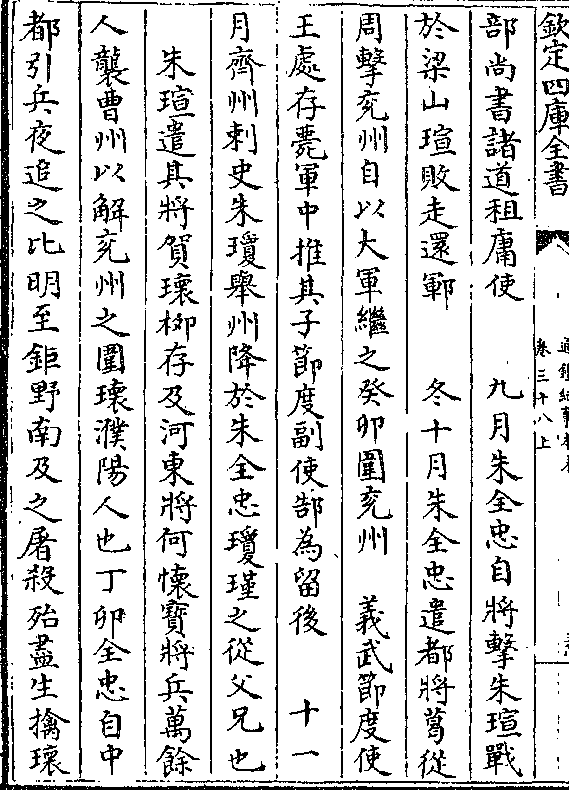 欽定四庫全書
通鑑紀事本末
卷三十八上
部尚書諸道租庸使　九月朱全忠自將擊朱瑄戰
於梁山瑄敗走還鄆　冬十月朱全忠遣都將葛從
周擊兖州自以大軍繼之癸卯圍兖州　義武節度使
王處存薨軍中推其子節度副使郜為留後　十一
月齊州刺史朱瓊舉州降於朱全忠瓊瑾之從父兄也
朱瑄遣其將賀瓌柳存及河東將何懷寶將兵萬餘
人襲曹州以解兖州之圍瓌濮陽人也丁卯全忠自中
都引兵夜追之比明至鉅野南及之屠殺殆盡生擒瓌